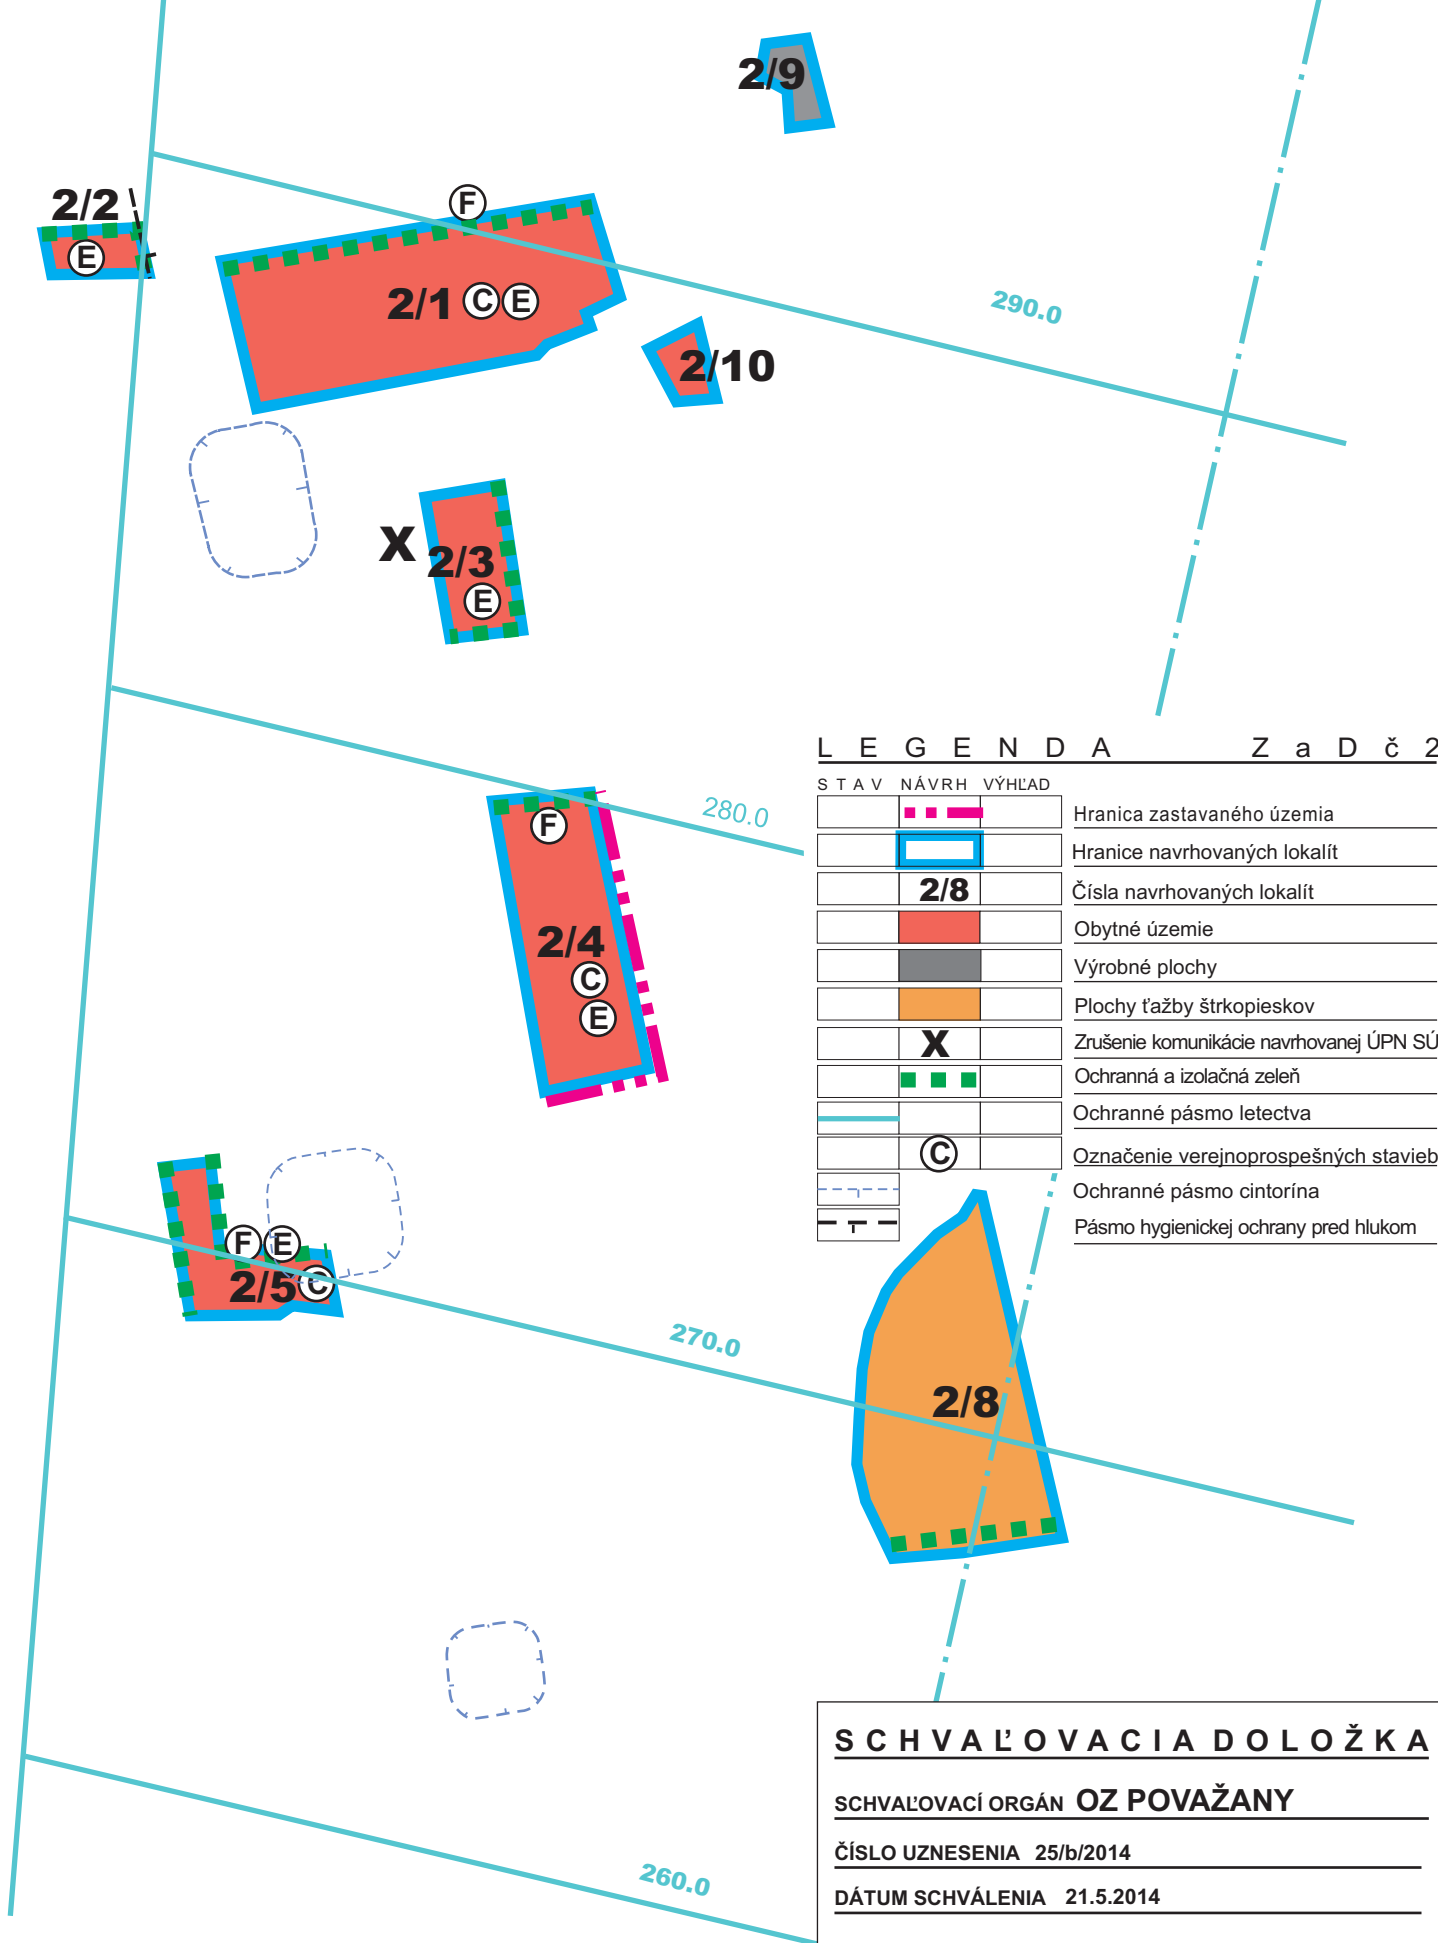 2/9
2/2
F
E
2/1 C E
290.0
2/10
X
2/3
E
280.0
F
2/4
C
E
F E
2/5 C
270.0
2/8
260.0
L E G E N D A Z a D č 2
S T A V NÁVRH VÝHĽAD
Hranica zastavaného územia
Hranice navrhovaných lokalít
2/8 Čísla navrhovaných lokalít
Obytné územie
Výrobné plochy
Plochy ťažby štrkopieskov
X Zrušenie komunikácie navrhovanej ÚPN SÚ
Ochranná a izolačná zeleň
Ochranné pásmo letectva
C Označenie verejnoprospešných stavieb
Ochranné pásmo cintorína
Pásmo hygienickej ochrany pred hlukom
S C H V A Ľ O V A C I A D O L O Ž K A
SCHVAĽOVACÍ ORGÁN OZ POVAŽANY
ČÍSLO UZNESENIA 25/b/2014
DÁTUM SCHVÁLENIA 21.5.2014